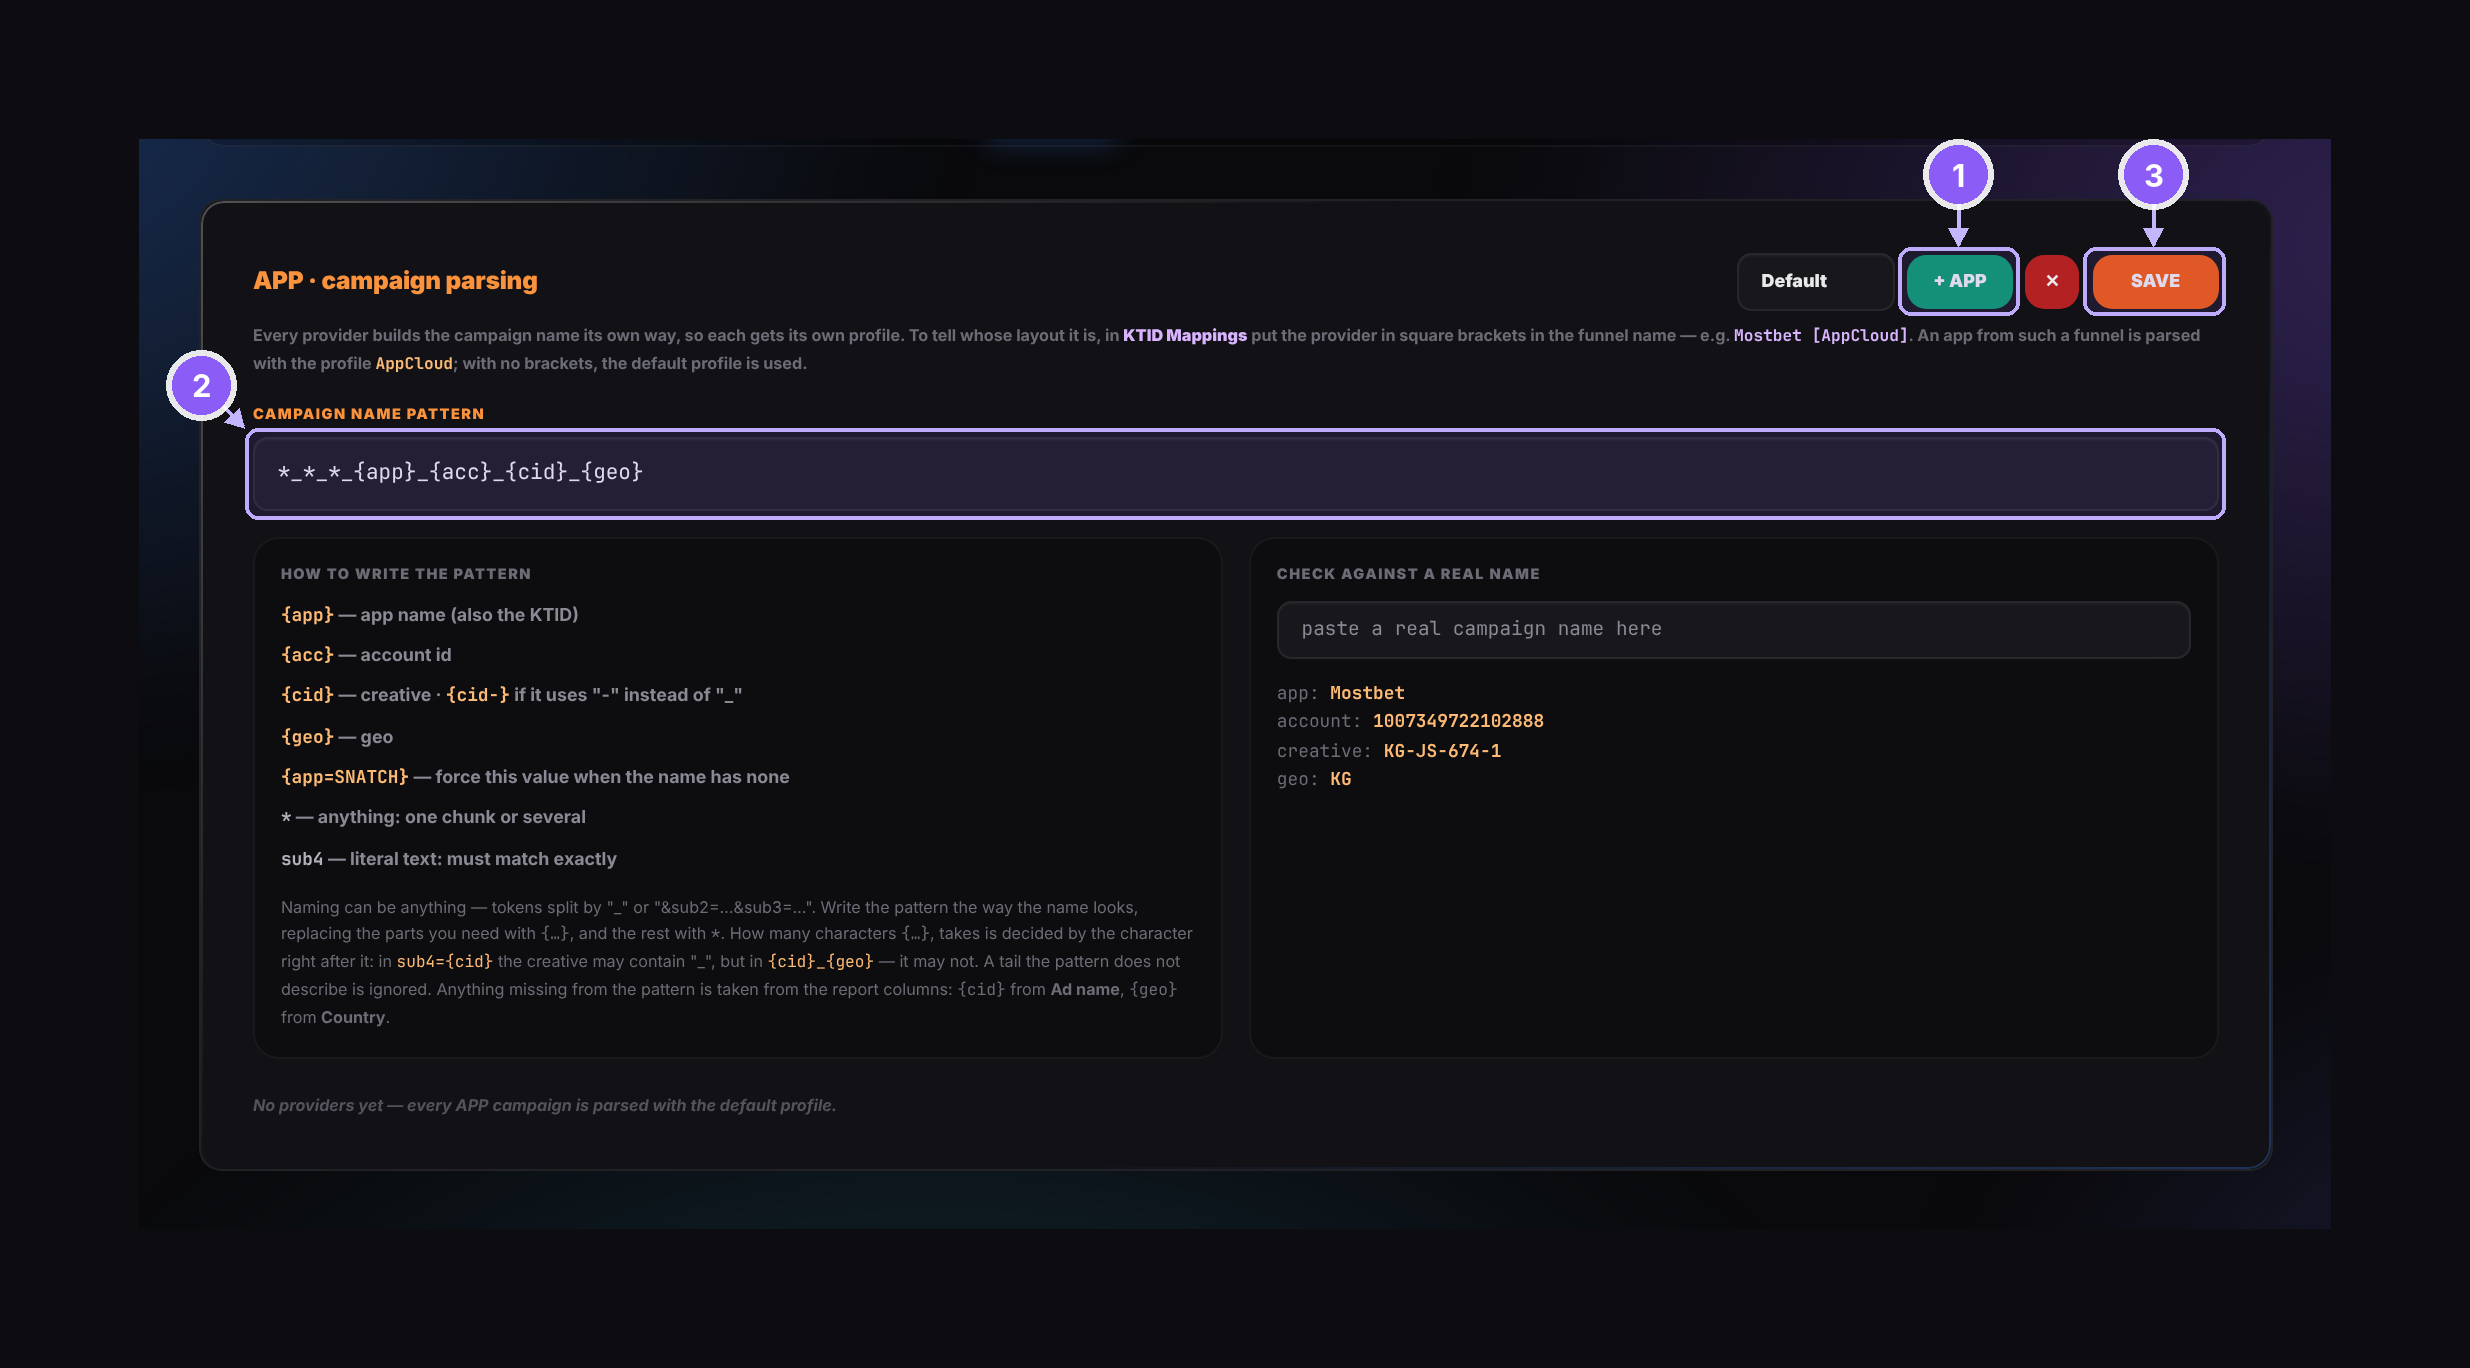 1
3
APP · campaign parsing
Default
+ APP
×
SAVE
Every provider builds the campaign name its own way, so each gets its own profile. To tell whose layout it is, in KTID Mappings put the provider in square brackets in the funnel name — e.g. Mostbet [AppCloud]. An app from such a funnel is parsed
with the profile AppCloud; with no brackets, the default profile is used.
2
CAMPAIGN NAME PATTERN
*_*_*_{app}_{acc}_{cid}_{geo}
HOW TO WRITE THE PATTERN
{app} — app name (also the KTID)
{acc} — account id
{cid} — creative · {cid-} if it uses "-" instead of "_"
{geo} — geo
{app=SNATCH} — force this value when the name has none
* — anything: one chunk or several
sub4 — literal text: must match exactly
Naming can be anything — tokens split by "_" or "&sub2=...&sub3=...". Write the pattern the way the name looks,
replacing the parts you need with {…}, and the rest with *. How many characters {…}, takes is decided by the character
right after it: in sub4={cid} the creative may contain "_", but in {cid}_{geo} — it may not. A tail the pattern does not
describe is ignored. Anything missing from the pattern is taken from the report columns: {cid} from Ad name, {geo}
from Country.
CHECK AGAINST A REAL NAME
paste a real campaign name here
app: Mostbet
account: 1007349722102888
creative: KG-JS-674-1
geo: KG
No providers yet — every APP campaign is parsed with the default profile.